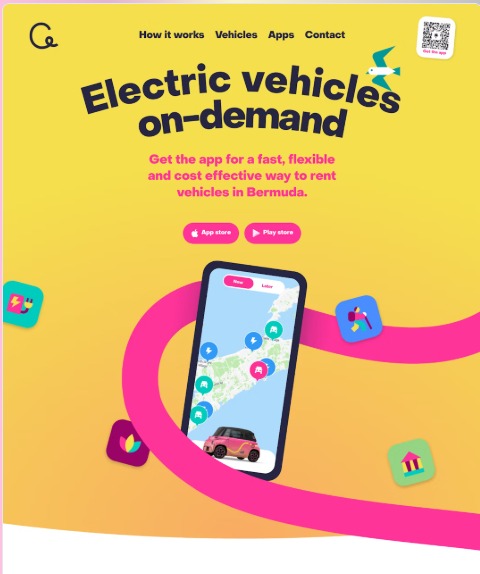 How it works Vehicles Apps Contact
Get the app
Electric vehicles
on-demand
Get the app for a fast, flexible
and cost effective way to rent
vehicles in Bermuda.
App store Play store
Now Later